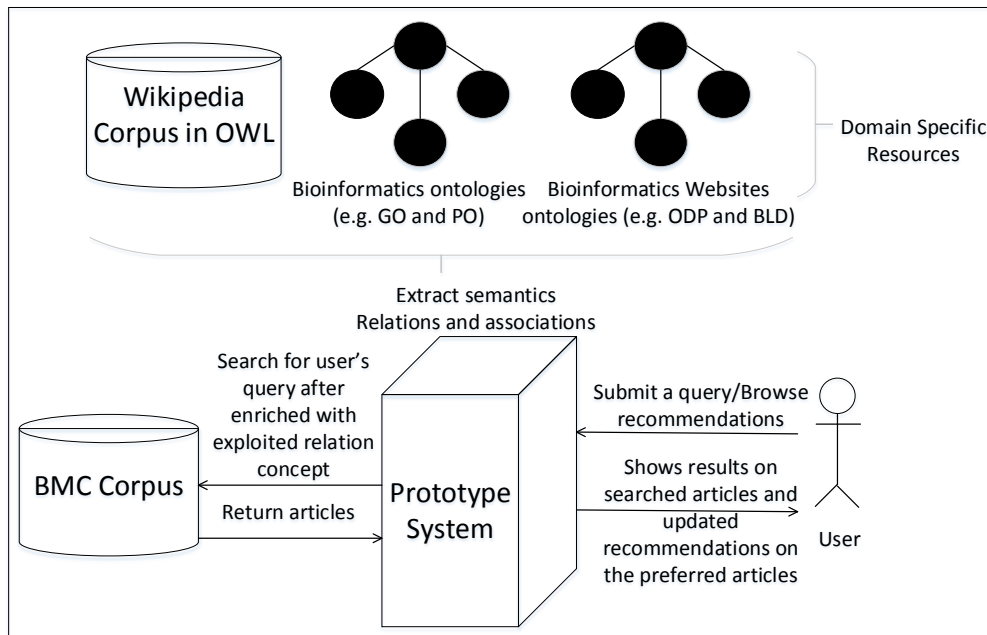 Wikipedia
Corpus in OWL
Bioinformatics ontologies
(e.g. GO and PO)
Bioinformatics Websites
ontologies (e.g. ODP and BLD)
Domain Specific
Resources
Extract semantics
Relations and associations
Search for user's
query after
enriched with
exploited relation
concept
BMC Corpus
Return articles
Prototype
System
Submit a query/Browse
recommendations
Shows results on
searched articles and
updated
recommendations on
the preferred articles
User